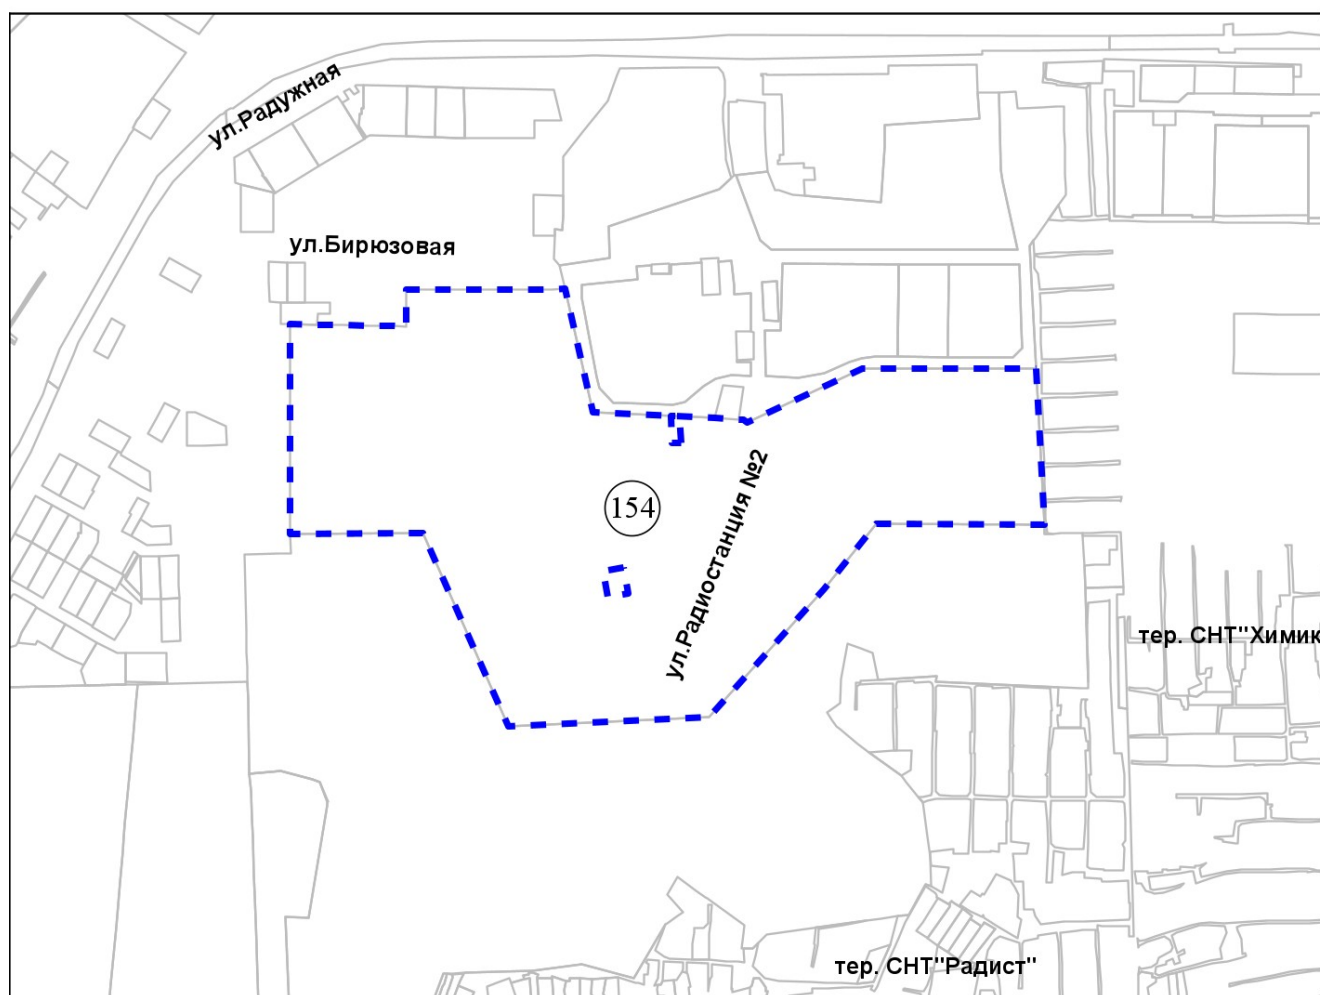 ул.Радужная
ул.Бирюзовая
154
ул.Радиостанция №2
тер. СНТ"Химик
тер. СНТ"Радист"